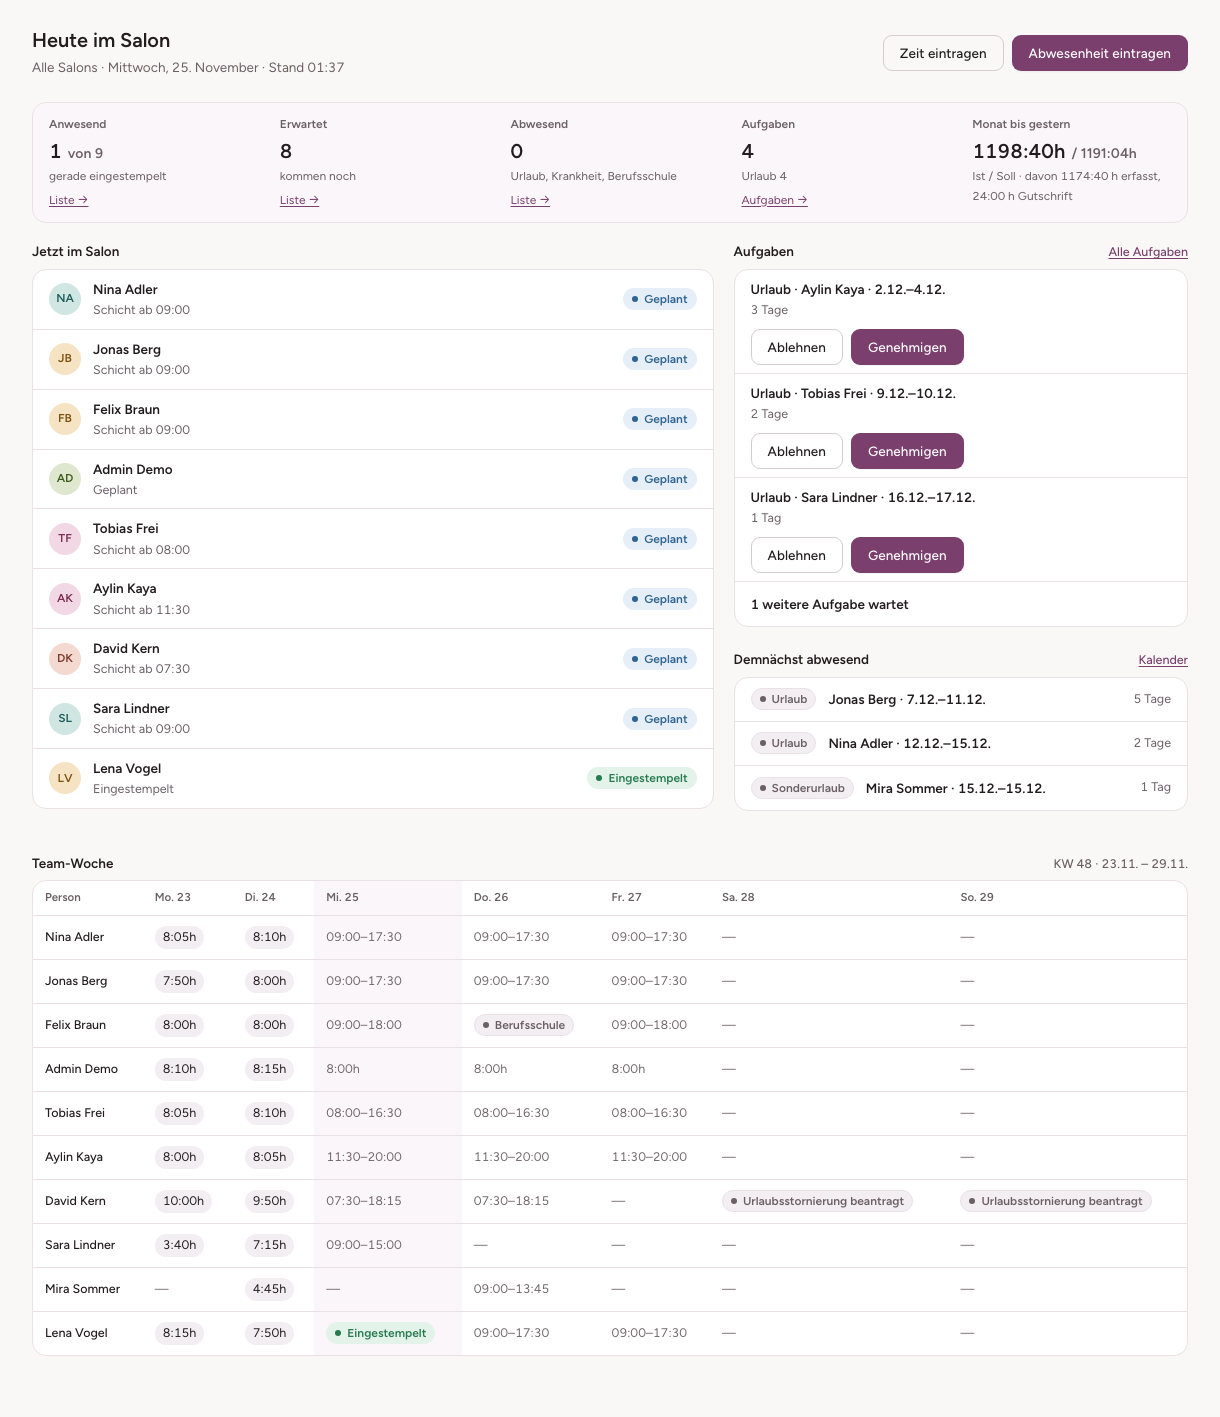 Heute im Salon
Alle Salons · Mittwoch, 25. November · Stand 01:37
Zeit eintragen
Abwesenheit eintragen
Anwesend
1 von 9
gerade eingestempelt
Liste →
Erwartet
8
kommen noch
Liste →
Abwesend
0
Urlaub, Krankheit, Berufsschule
Liste →
Aufgaben
4
Urlaub 4
Aufgaben →
Monat bis gestern
1198:40h / 1191:04h
Ist / Soll · davon 1174:40 h erfasst,
24:00 h Gutschrift
Jetzt im Salon
NA
Nina Adler
Schicht ab 09:00
Geplant
JB
Jonas Berg
Schicht ab 09:00
Geplant
FB
Felix Braun
Schicht ab 09:00
Geplant
AD
Admin Demo
Geplant
Geplant
TF
Tobias Frei
Schicht ab 08:00
Geplant
AK
Aylin Kaya
Schicht ab 11:30
Geplant
DK
David Kern
Schicht ab 07:30
Geplant
SL
Sara Lindner
Schicht ab 09:00
Geplant
LV
Lena Vogel
Eingestempelt
Eingestempelt
Aufgaben
Alle Aufgaben
Urlaub · Aylin Kaya · 2.12.–4.12.
3 Tage
Ablehnen
Genehmigen
Urlaub · Tobias Frei · 9.12.–10.12.
2 Tage
Ablehnen
Genehmigen
Urlaub · Sara Lindner · 16.12.–17.12.
1 Tag
Ablehnen
Genehmigen
1 weitere Aufgabe wartet
Demnächst abwesend
Kalender
Urlaub Jonas Berg · 7.12.–11.12. 5 Tage
Urlaub Nina Adler · 12.12.–15.12. 2 Tage
Sonderurlaub Mira Sommer · 15.12.–15.12. 1 Tag
Team-Woche
KW 48 · 23.11. – 29.11.
Person Mo. 23 Di. 24 Mi. 25 Do. 26 Fr. 27 Sa. 28 So. 29
Nina Adler 8:05h 8:10h 09:00–17:30 09:00–17:30 09:00–17:30 — —
Jonas Berg 7:50h 8:00h 09:00–17:30 09:00–17:30 09:00–17:30 — —
Felix Braun 8:00h 8:00h 09:00–18:00 Berufsschule 09:00–18:00 — —
Admin Demo 8:10h 8:15h 8:00h 8:00h 8:00h — —
Tobias Frei 8:05h 8:10h 08:00–16:30 08:00–16:30 08:00–16:30 — —
Aylin Kaya 8:00h 8:05h 11:30–20:00 11:30–20:00 11:30–20:00 — —
David Kern 10:00h 9:50h 07:30–18:15 07:30–18:15 — Urlaubsstornierung beantragt Urlaubsstornierung beantragt
Sara Lindner 3:40h 7:15h 09:00–15:00 — — — —
Mira Sommer — 4:45h — 09:00–13:45 — — —
Lena Vogel 8:15h 7:50h Eingestempelt 09:00–17:30 09:00–17:30 — —